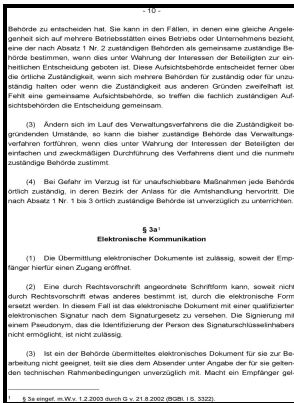 - 10 -
Behörde zu entscheiden hat. Sie kann in den Fällen, in denen eine gleiche Angele-
genheit sich auf mehrere Betriebsstätten eines Betriebs oder Unternehmens bezieht,
eine der nach Absatz 1 Nr. 2 zuständigen Behörden als gemeinsame zuständige Be-
hörde bestimmen, wenn dies unter Wahrung der Interessen der Beteiligten zur ein-
heitlichen Entscheidung geboten ist. Diese Aufsichtsbehörde entscheidet ferner über
die örtliche Zuständigkeit, wenn sich mehrere Behörden für zuständig oder für unzu-
ständig halten oder wenn die Zuständigkeit aus anderen Gründen zweifelhaft ist.
Fehlt eine gemeinsame Aufsichtsbehörde, so treffen die fachlich zuständigen Auf-
sichtsbehörden die Entscheidung gemeinsam.
(3) Ändern sich im Lauf des Verwaltungsverfahrens die die Zuständigkeit be-
gründenden Umstände, so kann die bisher zuständige Behörde das Verwaltungs-
verfahren fortführen, wenn dies unter Wahrung der Interessen der Beteiligten der
einfachen und zweckmäßigen Durchführung des Verfahrens dient und die nunmehr
zuständige Behörde zustimmt.
(4) Bei Gefahr im Verzug ist für unaufschiebbare Maßnahmen jede Behörde
örtlich zuständig, in deren Bezirk der Anlass für die Amtshandlung hervortritt. Die
nach Absatz 1 Nr. 1 bis 3 örtlich zuständige Behörde ist unverzüglich zu unterrichten.
§ 3a¹
Elektronische Kommunikation
(1) Die Übermittlung elektronischer Dokumente ist zulässig, soweit der Emp-
fänger hierfür einen Zugang eröffnet.
(2) Eine durch Rechtsvorschrift angeordnete Schriftform kann, soweit nicht
durch Rechtsvorschrift etwas anderes bestimmt ist, durch die elektronische Form
ersetzt werden. In diesem Fall ist das elektronische Dokument mit einer qualifizierten
elektronischen Signatur nach dem Signaturgesetz zu versehen. Die Signierung mit
einem Pseudonym, das die Identifizierung der Person des Signaturschlüsselinhabers
nicht ermöglicht, ist nicht zulässig.
(3) Ist ein der Behörde übermitteltes elektronisches Dokument für sie zur Be-
arbeitung nicht geeignet, teilt sie dies dem Absender unter Angabe der für sie gelten-
den technischen Rahmenbedingungen unverzüglich mit. Macht ein Empfänger gel-
¹ § 3a eingef. m.W.v. 1.2.2003 durch G v. 21.8.2002 (BGBl. I S. 3322).